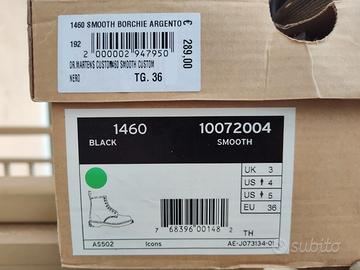 1460 SMOOTH BORCHIE ARGENTO
€ 289,00
192
2 000002 947950
DR.MARTENS CUSTOM1460 SMOOTH CUSTOM
NERO
TG. 36
1460
10072004
BLACK
SMOOTH
UK 3
US 4
US 5
EU 36
7 68396 00148 2
TH
AS502
Icons
AE-J073134-01
subito